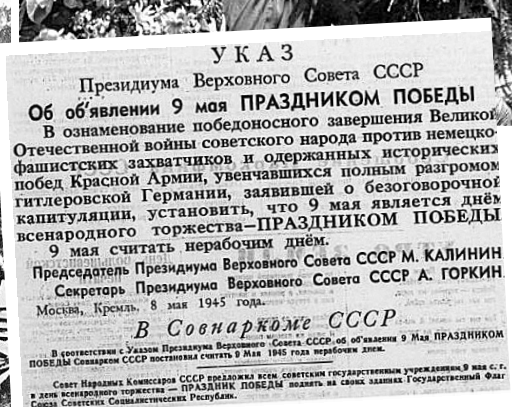 УКАЗ
Президиума Верховного Совета СССР
Об об'явлении 9 мая ПРАЗДНИКОМ ПОБЕДЫ
В ознаменование победоносного завершения Великой
Отечественной войны советского народа против немецко-
фашистских захватчиков и одержанных исторических
побед Красной Армии, увенчавшихся полным разгромом
гитлеровской Германии, заявившей о безоговорочной
капитуляции, установить, что 9 мая является днём
всенародного торжества—ПРАЗДНИКОМ ПОБЕДЫ.
9 мая считать нерабочим днём.
Председатель Президиума Верховного Совета СССР М. КАЛИНИН
Секретарь Президиума Верховного Совета СССР А. ГОРКИН.
Москва, Кремль. 8 мая 1945 года.
В Совнаркоме СССР
В соответствии с Указом Президиума Верховного Совета СССР об об'явлении 9 Мая ПРАЗДНИКОМ
ПОБЕДЫ Совнарком СССР постановил считать 9 Мая 1945 года нерабочим днем.
Совет Народных Комиссаров СССР предложил всем советским государственным учреждениям 9 мая с. г.
в день всенародного торжества — ПРАЗДНИК ПОБЕДЫ поднять на своих зданиях Государственный Флаг
Союза Советских Социалистических Республик.